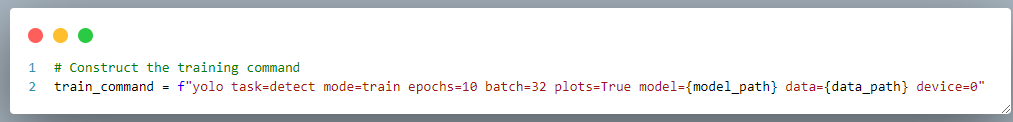 1 # Construct the training command
2 train_command = f"yolo task=detect mode=train epochs=10 batch=32 plots=True model={model_path} data={data_path} device=0"